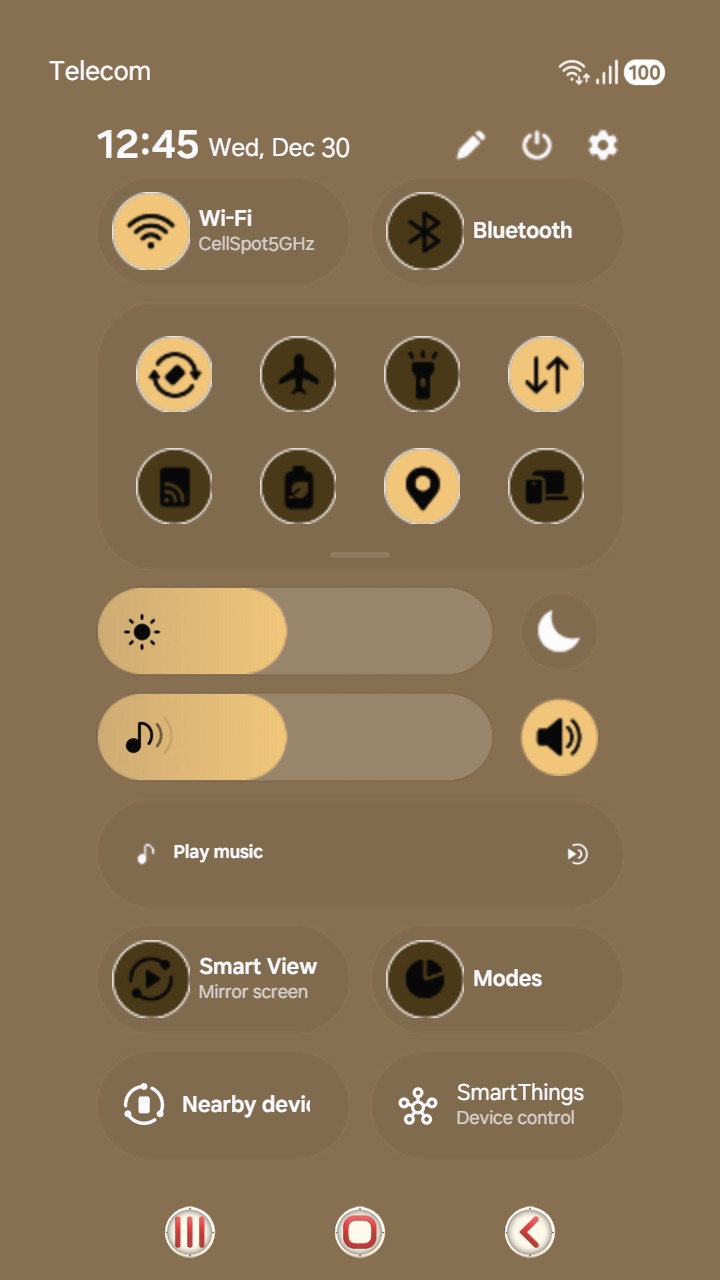 Telecom
100
12:45 Wed, Dec 30
Wi-Fi
CellSpot5GHz
Bluetooth
Play music
Smart View
Mirror screen
Modes
Nearby devi
SmartThings
Device control